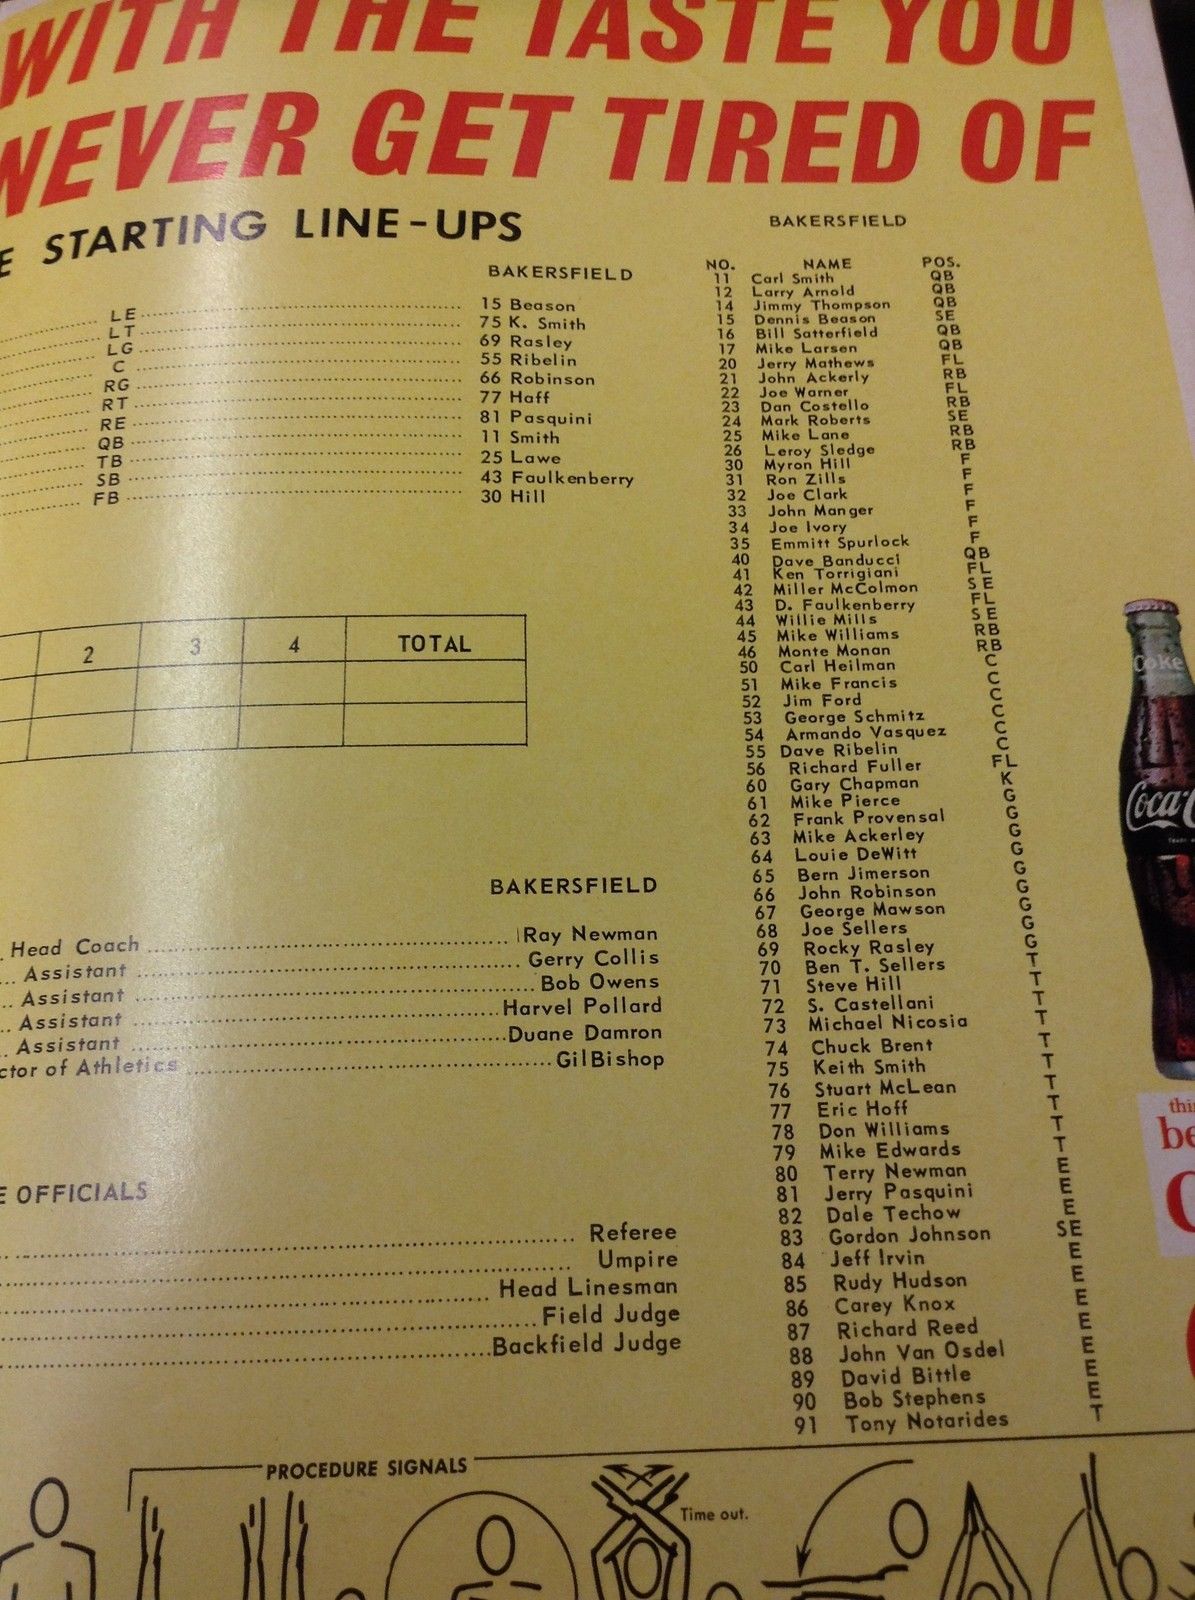 WITH THE TASTE YOU
NEVER GET TIRED OF
STARTING LINE-UPS
BAKERSFIELD
LE 15 Beason
LT 75 K. Smith
LG 69 Rasley
C 55 Ribelin
RG 66 Robinson
RT 77 Haff
RE 81 Pasquini
QB 11 Smith
TB 25 Lawe
SB 43 Faulkenberry
FB 30 Hill
2 3 4 TOTAL
BAKERSFIELD
Head Coach Ray Newman
Assistant Gerry Collis
Assistant Bob Owens
Assistant Harvel Pollard
Assistant Duane Damron
ctor of Athletics Gil Bishop
E OFFICIALS
Referee
Umpire
Head Linesman
Field Judge
Backfield Judge
BAKERSFIELD
NO. NAME POS.
11 Carl Smith QB
12 Larry Arnold QB
14 Jimmy Thompson QB
15 Dennis Beason SE
16 Bill Satterfield QB
17 Mike Larsen QB
20 Jerry Mathews FL
21 John Ackerly RB
22 Joe Warner FL
23 Dan Costello RB
24 Mark Roberts SE
25 Mike Lane RB
26 Leroy Sledge RB
30 Myron Hill F
31 Ron Zills F
32 Joe Clark F
33 John Manger F
34 Joe Ivory F
35 Emmitt Spurlock F
40 Dave Banducci QB
41 Ken Torrigiani FL
42 Miller McColmon SE
43 D. Faulkenberry FL
44 Willie Mills SE
45 Mike Williams RB
46 Monte Monan RB
50 Carl Heilman C
51 Mike Francis C
52 Jim Ford C
53 George Schmitz C
54 Armando Vasquez C
55 Dave Ribelin C
56 Richard Fuller FL
60 Gary Chapman K
61 Mike Pierce G
62 Frank Provensal G
63 Mike Ackerley G
64 Louie DeWitt G
65 Bern Jimerson G
66 John Robinson G
67 George Mawson G
68 Joe Sellers G
69 Rocky Rasley G
70 Ben T. Sellers T
71 Steve Hill T
72 S. Castellani T
73 Michael Nicosia T
74 Chuck Brent T
75 Keith Smith T
76 Stuart McLean T
77 Eric Hoff T
78 Don Williams T
79 Mike Edwards T
80 Terry Newman E
81 Jerry Pasquini E
82 Dale Techow E
83 Gordon Johnson SE
84 Jeff Irvin E
85 Rudy Hudson E
86 Carey Knox E
87 Richard Reed E
88 John Van Osdel E
89 David Bittle E
90 Bob Stephens E
91 Tony Notarides T
Coke
Coca-C
thi
be
PROCEDURE SIGNALS
Time out.